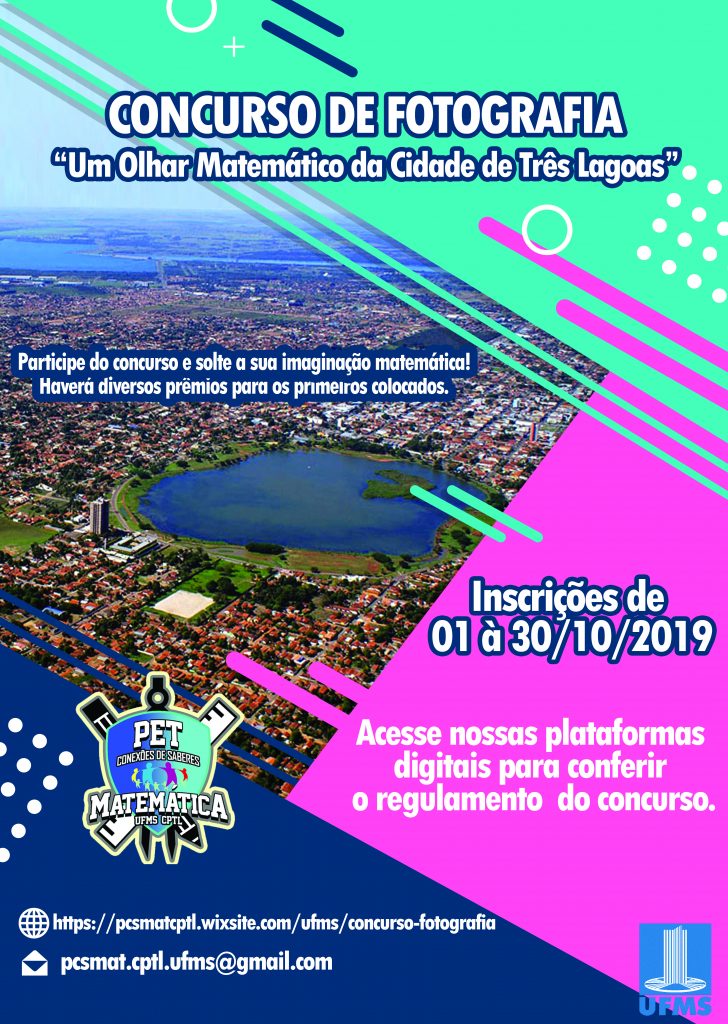 CONCURSO DE FOTOGRAFIA
“Um Olhar Matemático da Cidade de Três Lagoas”
Participe do concurso e solte a sua imaginação matemática!
Haverá diversos prêmios para os primeiros colocados.
Inscrições de
01 à 30/10/2019
Acesse nossas plataformas
digitais para conferir
o regulamento do concurso.
PET
CONEXÕES DE SABERES
MATEMÁTICA
UFMS CPTL
https://pcsmatcptl.wixsite.com/ufms/concurso-fotografia
pcsmat.cptl.ufms@gmail.com
UFMS